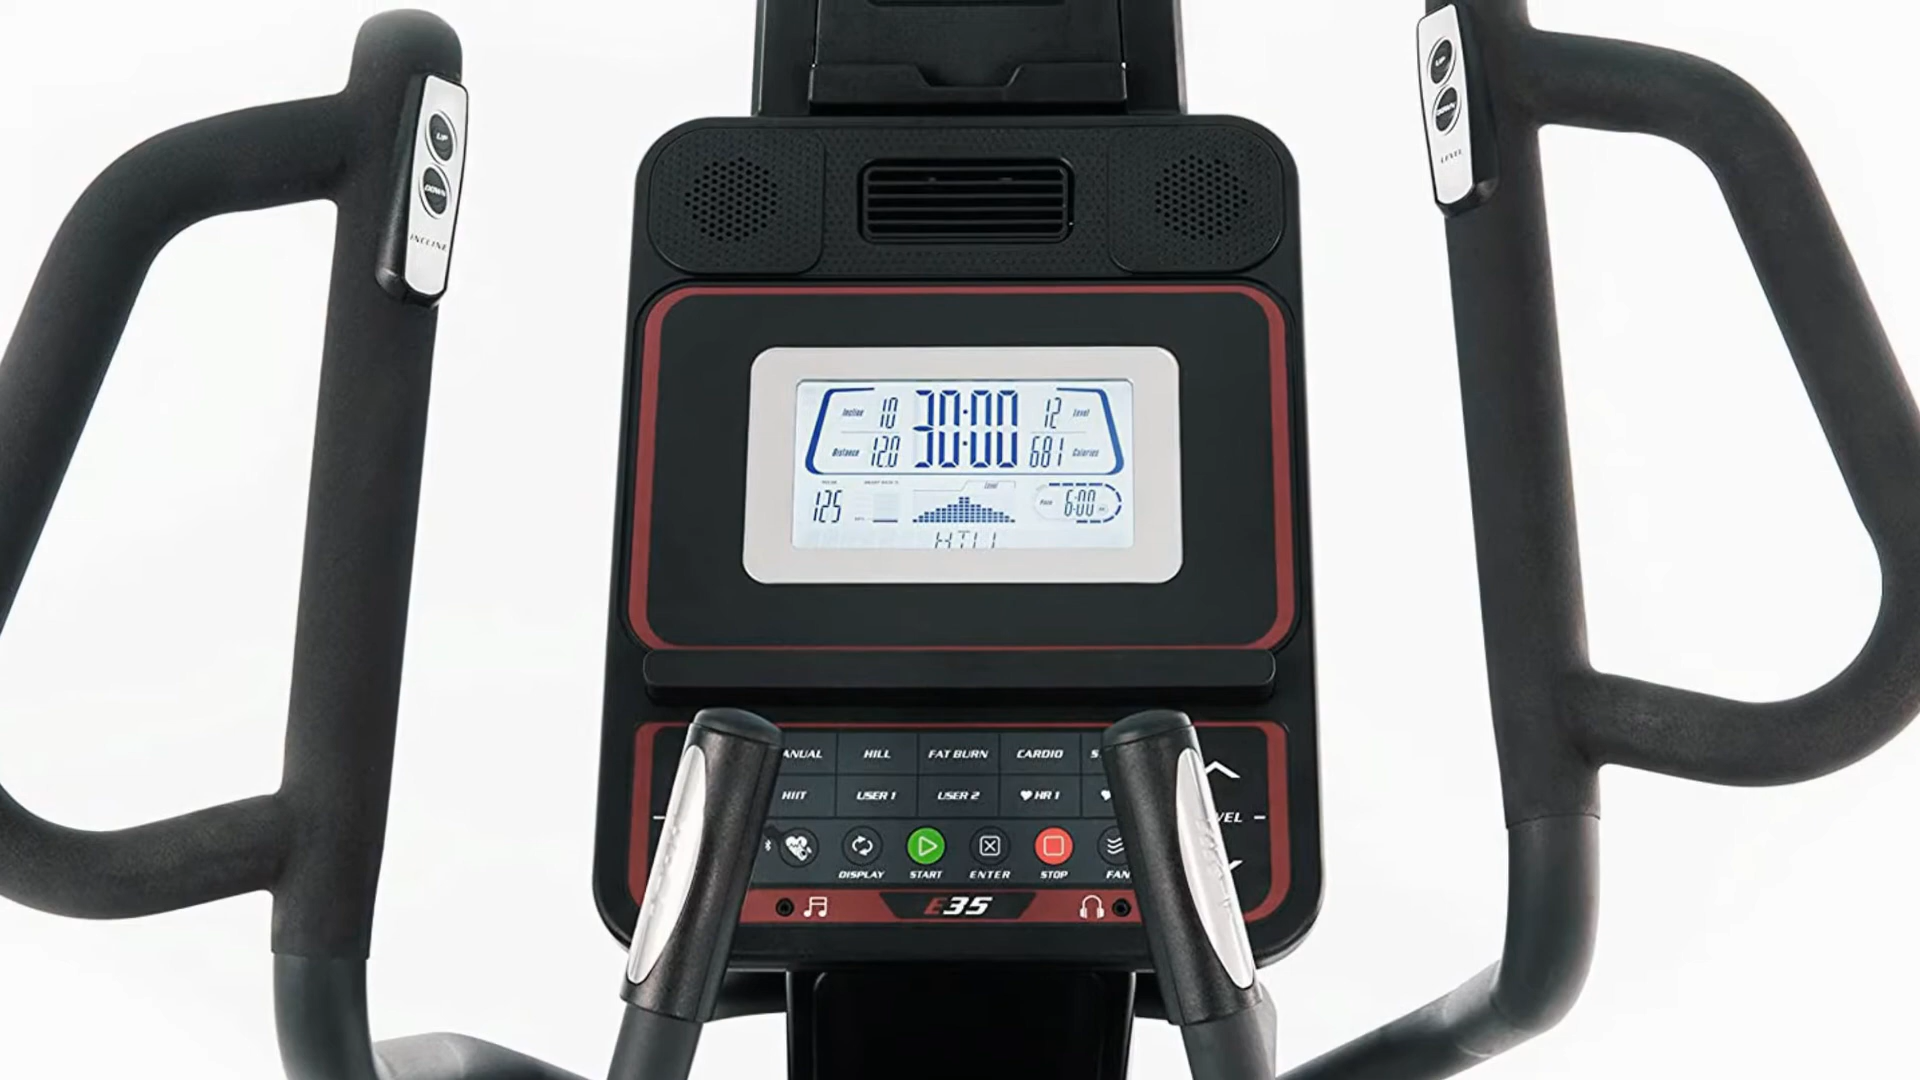 UP
DOWN
INCLINE
UP
DOWN
LEVEL
Incline 10 30:00 12 Level
Distance 12.0 681 Calories
PULSE
125
Level
Pace 6:00
ANUAL HILL FAT BURN CARDIO S
HIIT USER 1 USER 2 HR 1
VEL
DISPLAY START ENTER STOP FAN
E35